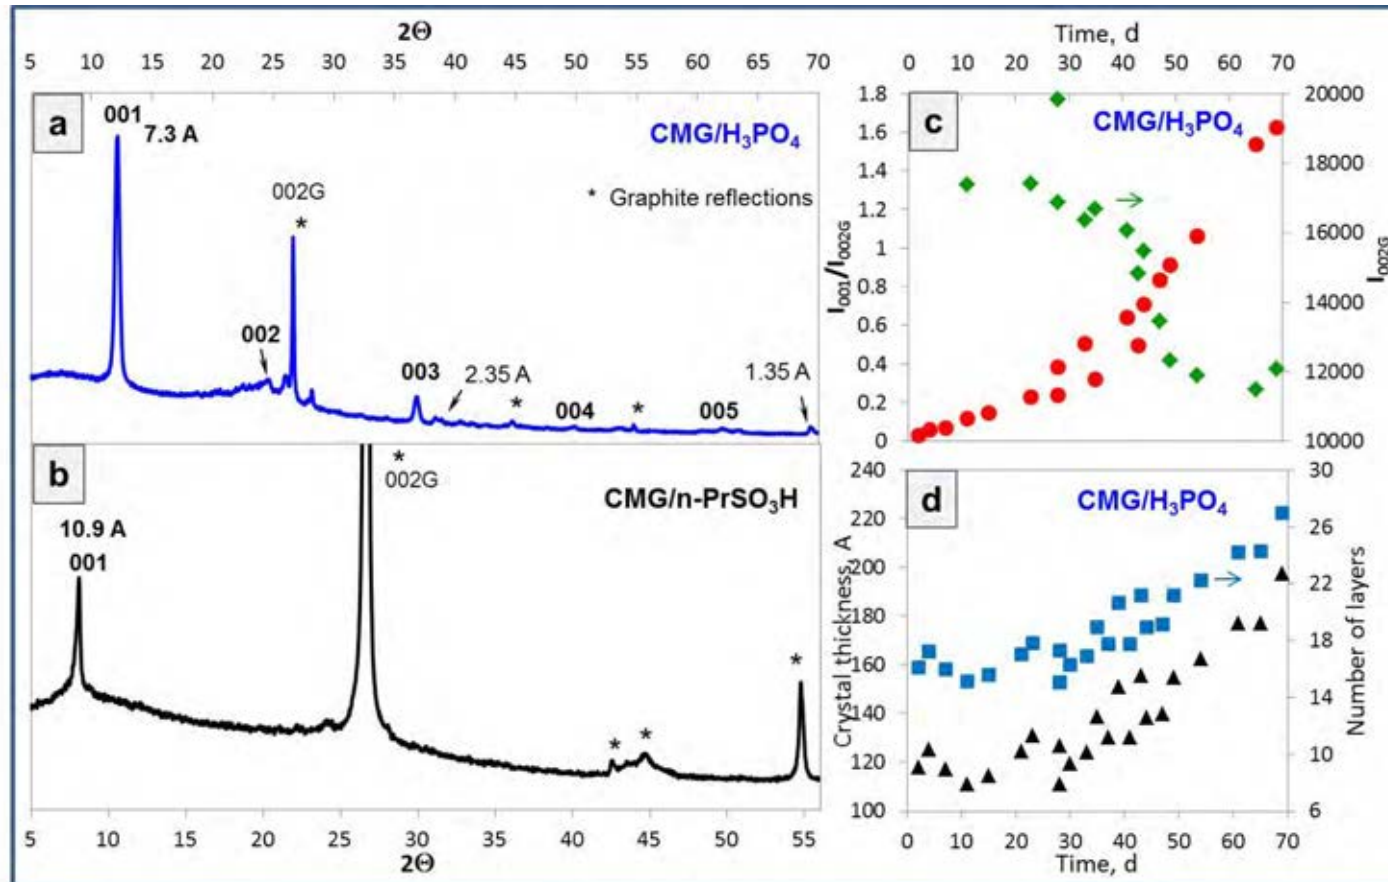 2Θ
5 10 15 20 25 30 35 40 45 50 55 60 65 70
a
001
7.3 A
CMG/H₃PO₄
002G
*
* Graphite reflections
002
003
2.35 A
*
004
*
005
1.35 A
b
*
002G
CMG/n-PrSO₃H
10.9 A
001
*
*
*
5 10 15 20 25 30 35 40 45 50 55
2Θ
Time, d
0 10 20 30 40 50 60 70
c
CMG/H₃PO₄
1.8
1.6
1.4
1.2
1
0.8
0.6
0.4
0.2
0
I₀₀₁/I₀₀₂G
20000
18000
16000
14000
12000
10000
I₀₀₂G
d
CMG/H₃PO₄
240
220
200
180
160
140
120
100
Crystal thickness, A
30
26
22
18
14
10
6
Number of layers
0 10 20 30 40 50 60 70
Time, d